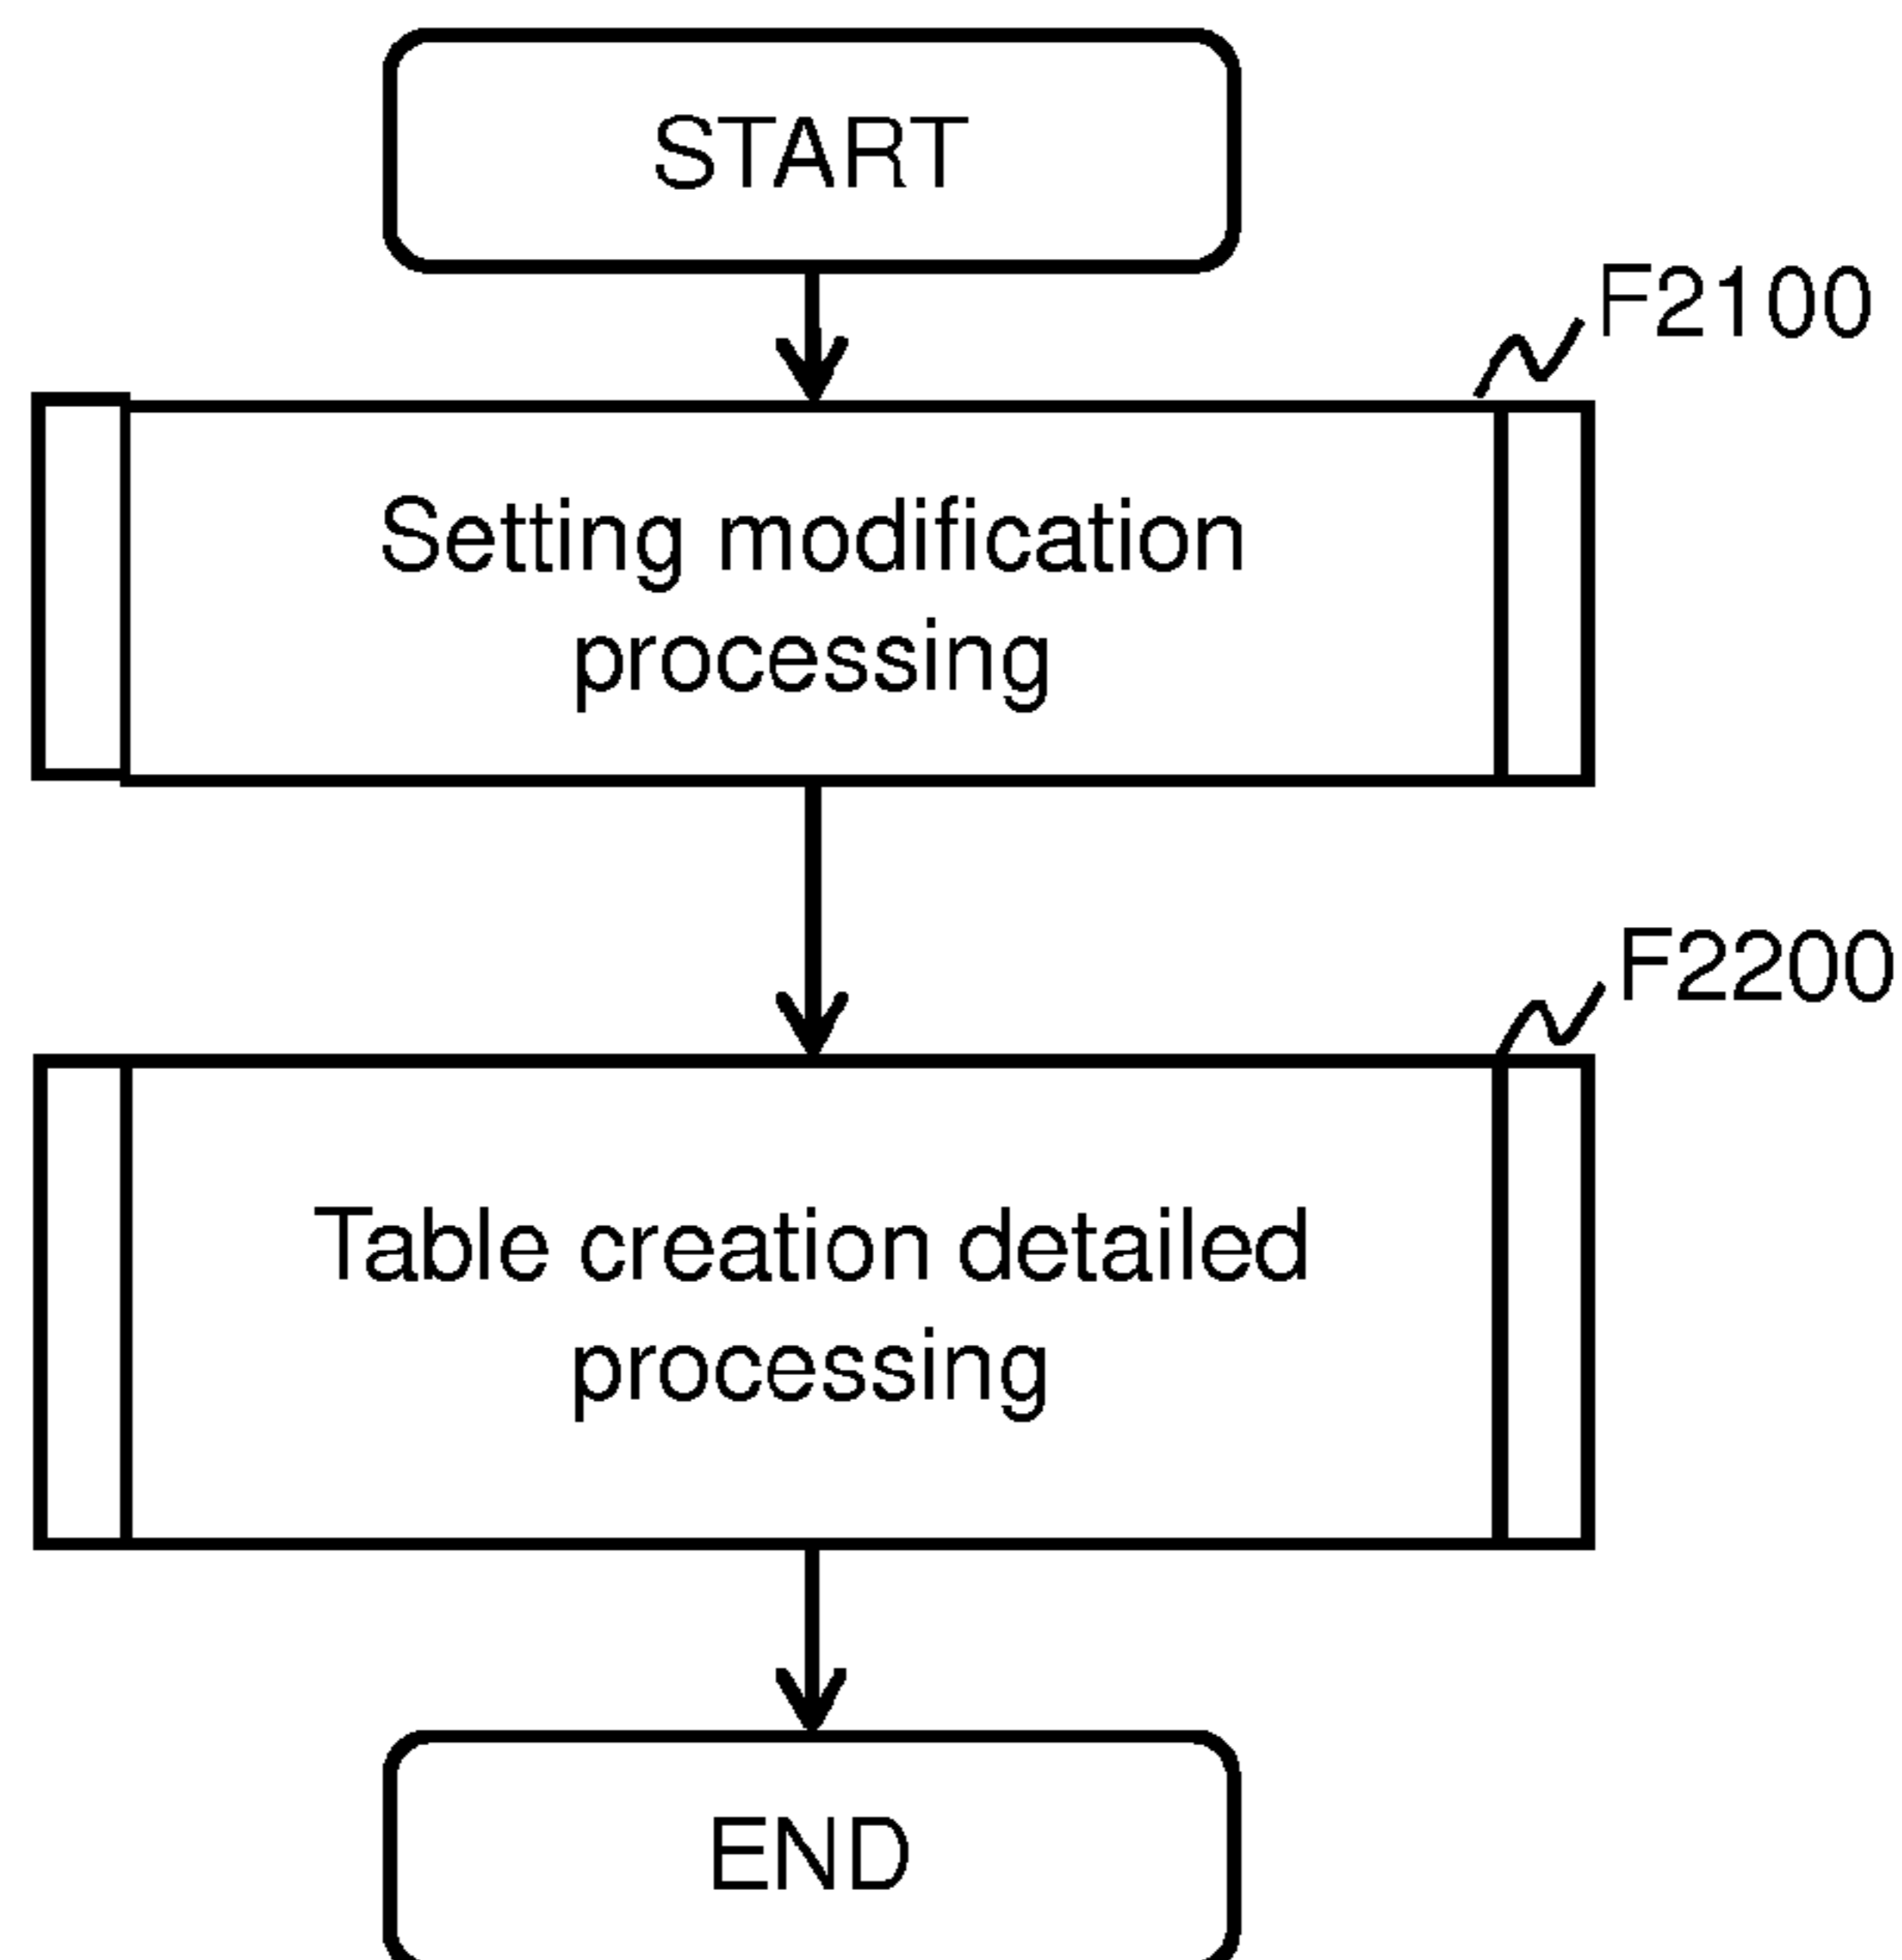 START
F2100
Setting modification
processing
F2200
Table creation detailed
processing
END